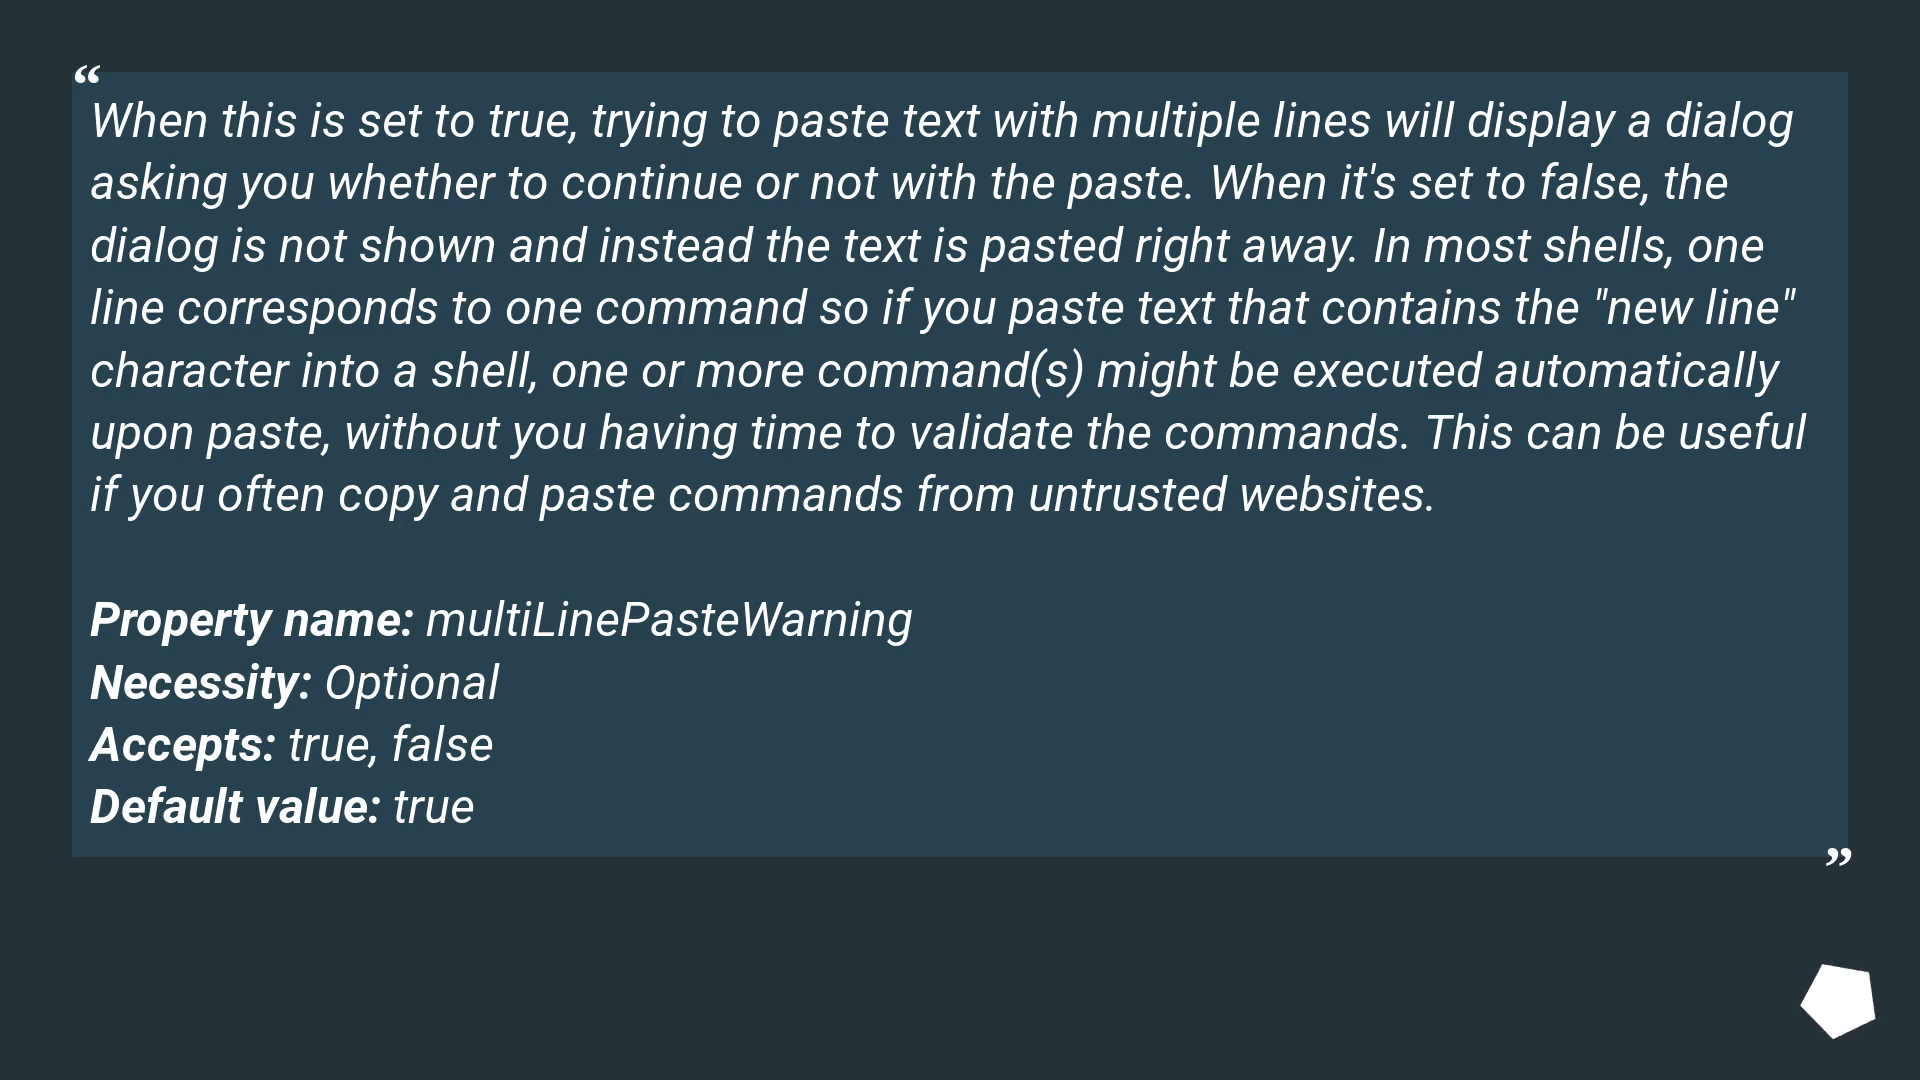 “
When this is set to true, trying to paste text with multiple lines will display a dialog
asking you whether to continue or not with the paste. When it's set to false, the
dialog is not shown and instead the text is pasted right away. In most shells, one
line corresponds to one command so if you paste text that contains the "new line"
character into a shell, one or more command(s) might be executed automatically
upon paste, without you having time to validate the commands. This can be useful
if you often copy and paste commands from untrusted websites.
Property name: multiLinePasteWarning
Necessity: Optional
Accepts: true, false
Default value: true
”